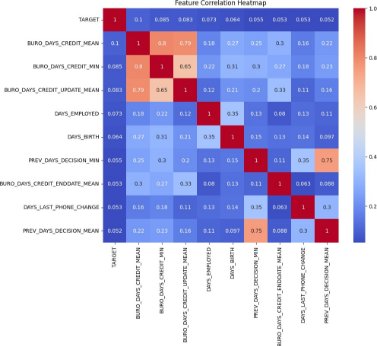 Feature Correlation Heatmap
TARGET 1 0.1 0.085 0.083 0.073 0.064 0.055 0.053 0.053 0.052
BURO_DAYS_CREDIT_MEAN 0.1 1 0.8 0.79 0.18 0.27 0.25 0.3 0.16 0.22
BURO_DAYS_CREDIT_MIN 0.085 0.8 1 0.65 0.22 0.31 0.3 0.18 0.23
BURO_DAYS_CREDIT_UPDATE_MEAN 0.083 0.79 0.65 1 0.12 0.21 0.2 0.33 0.11 0.16
DAYS_EMPLOYED 0.073 0.18 0.22 0.12 1 0.35 0.13 0.13 0.11
DAYS_BIRTH 0.064 0.27 0.31 0.21 0.35 1 0.15 0.13 0.14 0.097
PREV_DAYS_DECISION_MIN 0.055 0.25 0.3 0.2 0.13 0.15 1 0.11 0.35 0.75
BURO_DAYS_CREDIT_ENDDATE_MEAN 0.053 0.3 0.33 0.13 0.11 1 0.063 0.088
DAYS_LAST_PHONE_CHANGE 0.053 0.16 0.18 0.11 0.13 0.14 0.35 0.063 1 0.3
PREV_DAYS_DECISION_MEAN 0.052 0.22 0.23 0.16 0.11 0.097 0.75 0.088 0.3 1
TARGET
BURO_DAYS_CREDIT_MEAN
BURO_DAYS_CREDIT_MIN
BURO_DAYS_CREDIT_UPDATE_MEAN
DAYS_EMPLOYED
DAYS_BIRTH
PREV_DAYS_DECISION_MIN
BURO_DAYS_CREDIT_ENDDATE_MEAN
DAYS_LAST_PHONE_CHANGE
PREV_DAYS_DECISION_MEAN
1.0
0.8
0.6
0.4
0.2